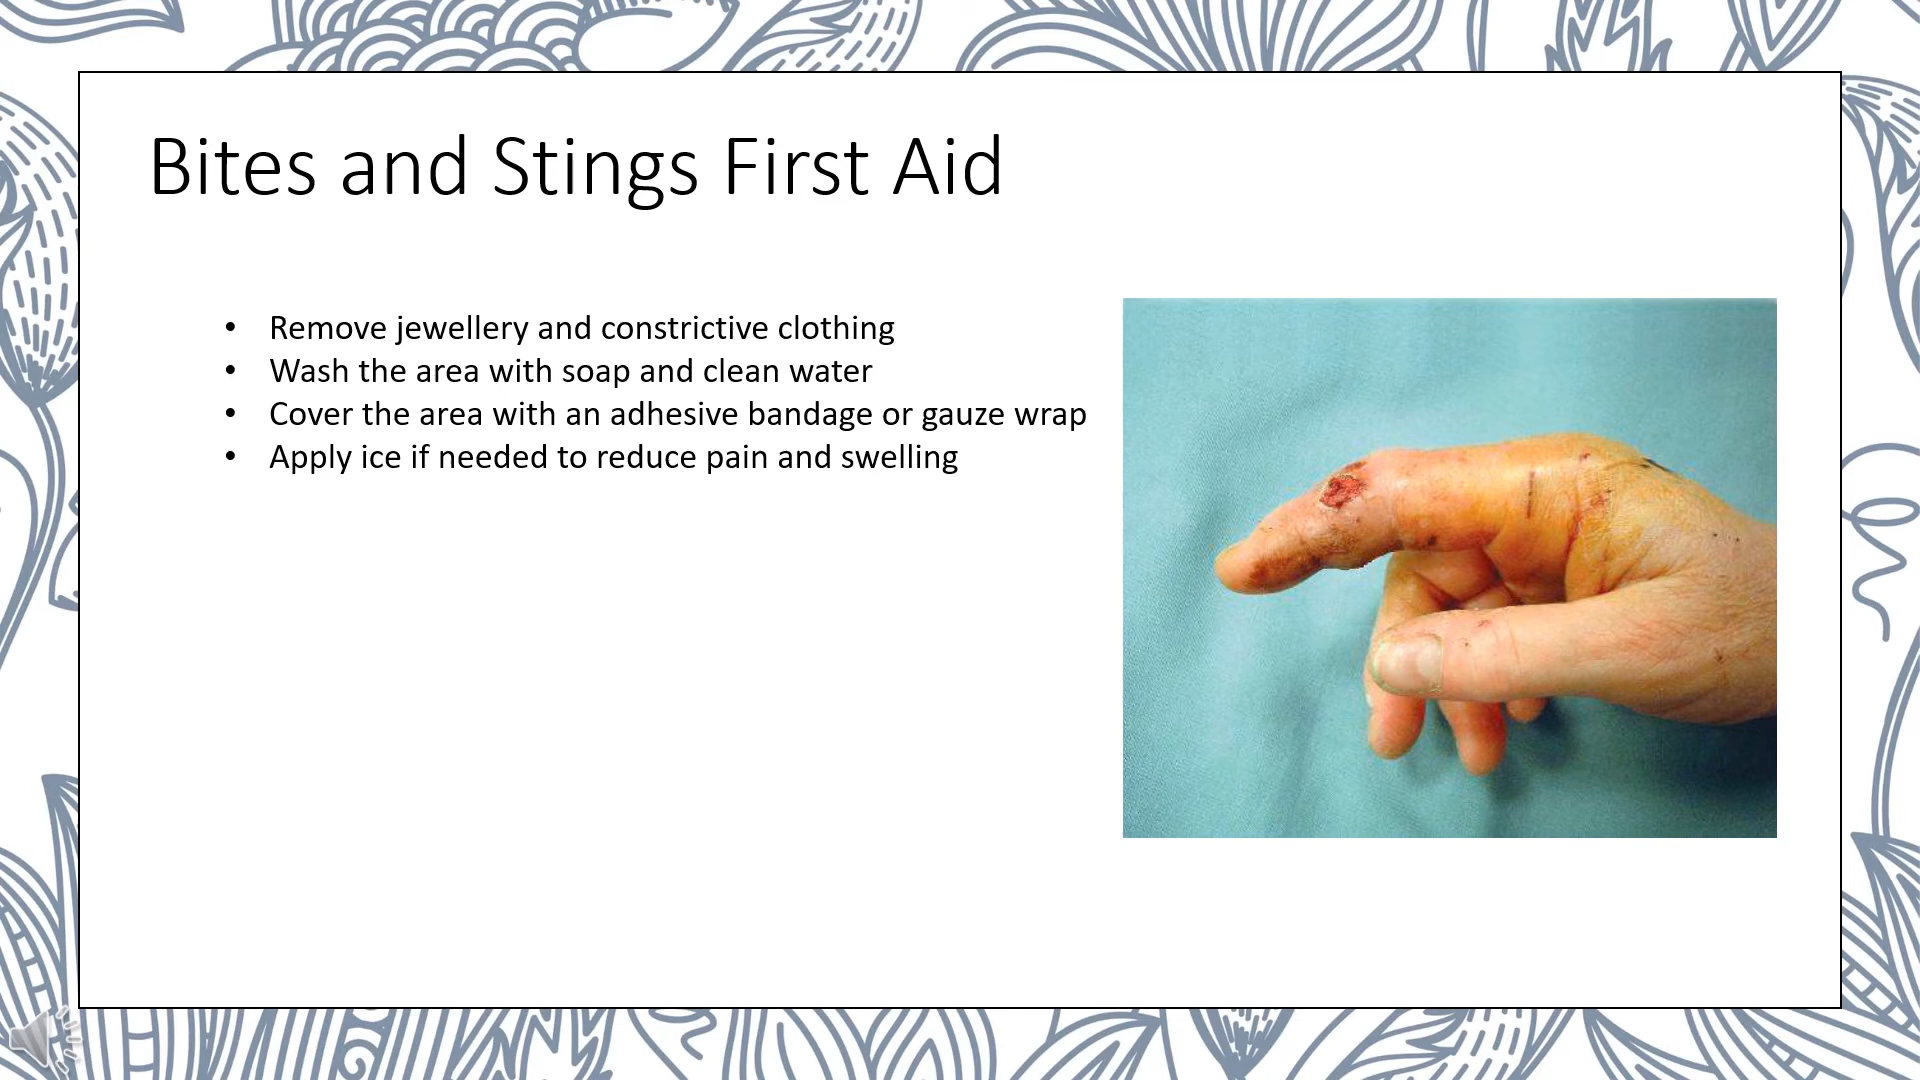 Bites and Stings First Aid
• Remove jewellery and constrictive clothing
• Wash the area with soap and clean water
• Cover the area with an adhesive bandage or gauze wrap
• Apply ice if needed to reduce pain and swelling